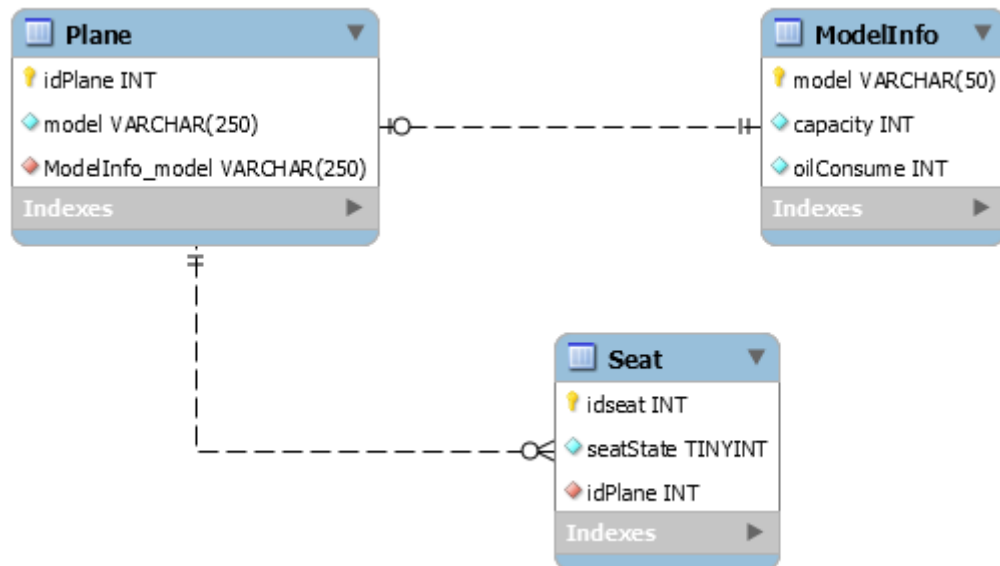 Plane
idPlane INT
model VARCHAR(250)
ModelInfo_model VARCHAR(250)
Indexes
ModelInfo
model VARCHAR(50)
capacity INT
oilConsume INT
Indexes
Seat
idseat INT
seatState TINYINT
idPlane INT
Indexes